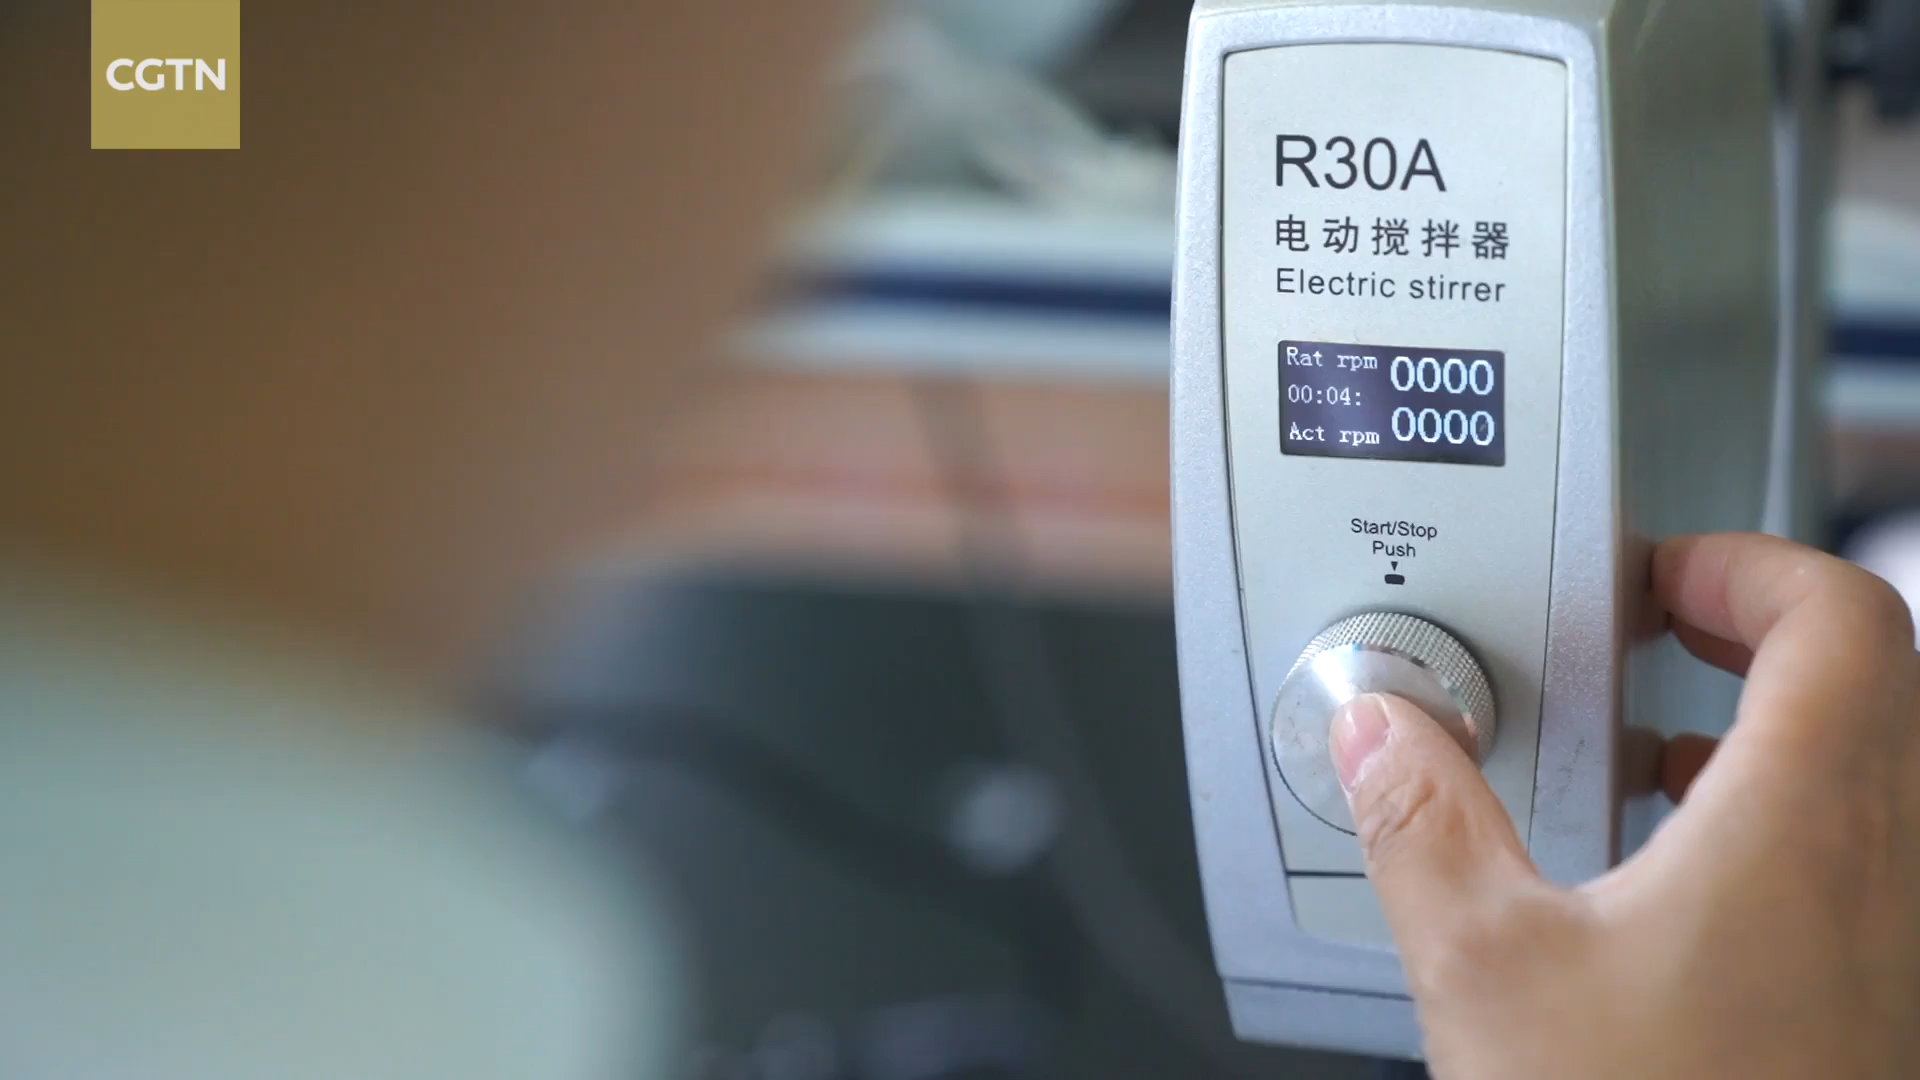 CGTN
R30A
电动搅拌器
Electric stirrer
Rat rpm 0000
00:04:
Act rpm 0000
Start/Stop
Push